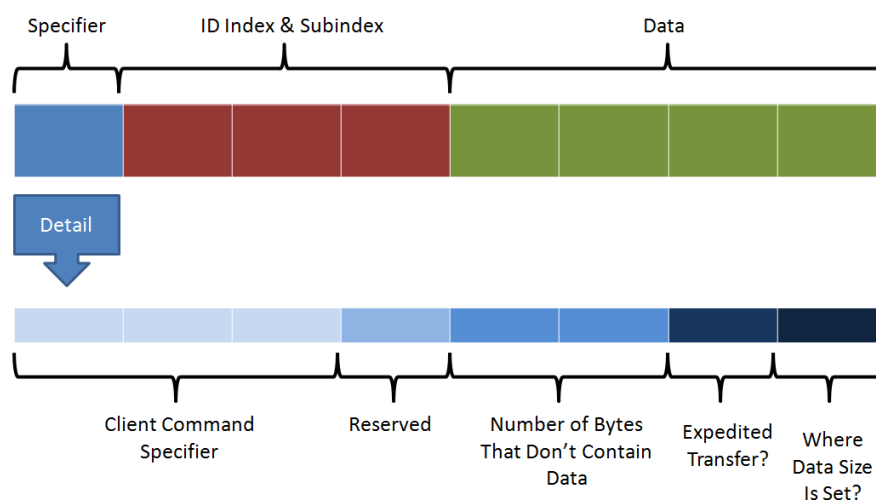 Specifier
ID Index & Subindex
Data
Detail
Client Command
Specifier
Reserved
Number of Bytes
That Don't Contain
Data
Expedited
Transfer?
Where
Data Size
Is Set?